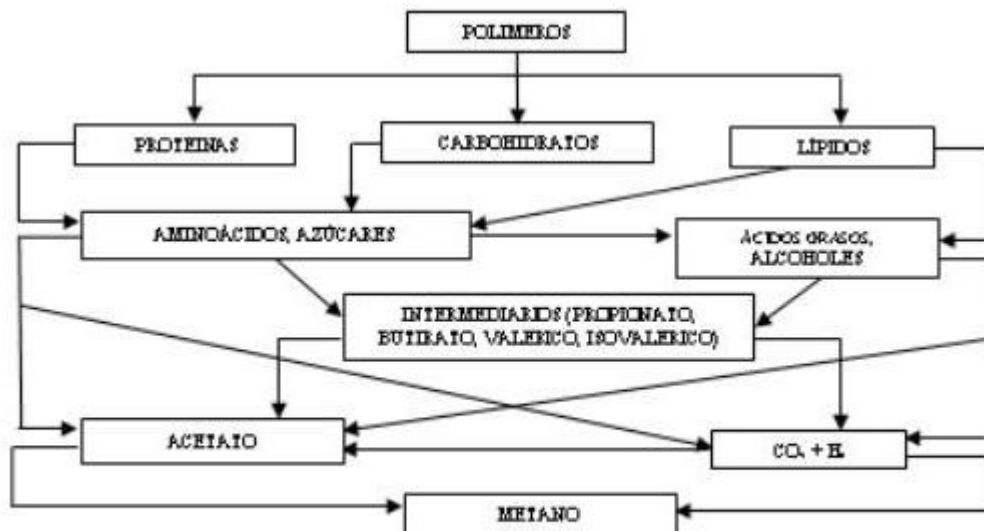 POLIMEROS
PROTEINAS
CARBOHIDRATOS
LÍPIDOS
AMINOÁCIDOS, AZÚCARES
ÁCIDOS GRASOS,
ALCOHOLES
INTERMEDIARIOS (PROPIONATO,
BUTIRATO, VALERICO, ISOVALERICO)
ACETATO
CO₂ + H₂
METANO